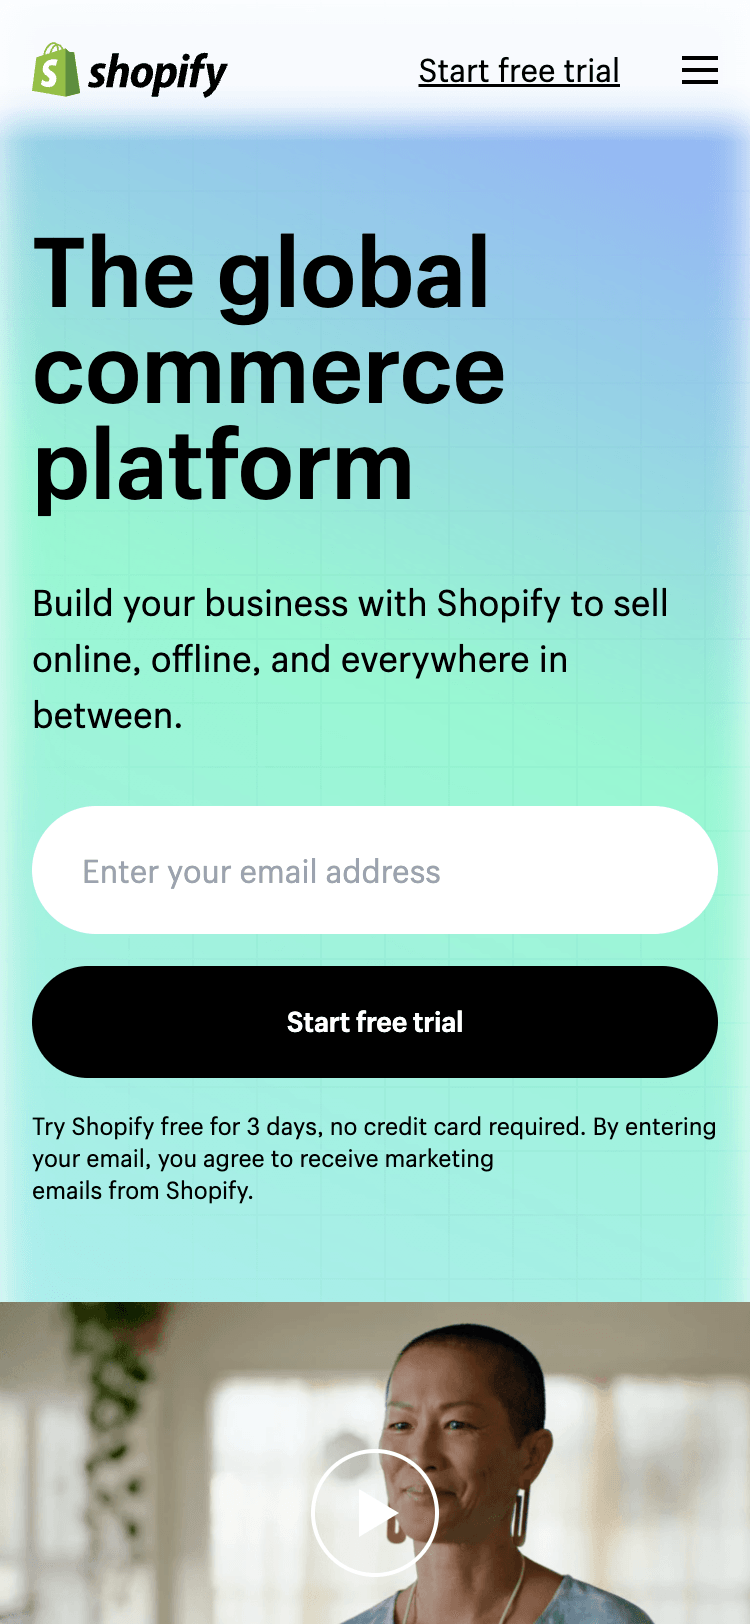 shopify
Start free trial
The global
commerce
platform
Build your business with Shopify to sell
online, offline, and everywhere in
between.
Enter your email address
Start free trial
Try Shopify free for 3 days, no credit card required. By entering
your email, you agree to receive marketing
emails from Shopify.